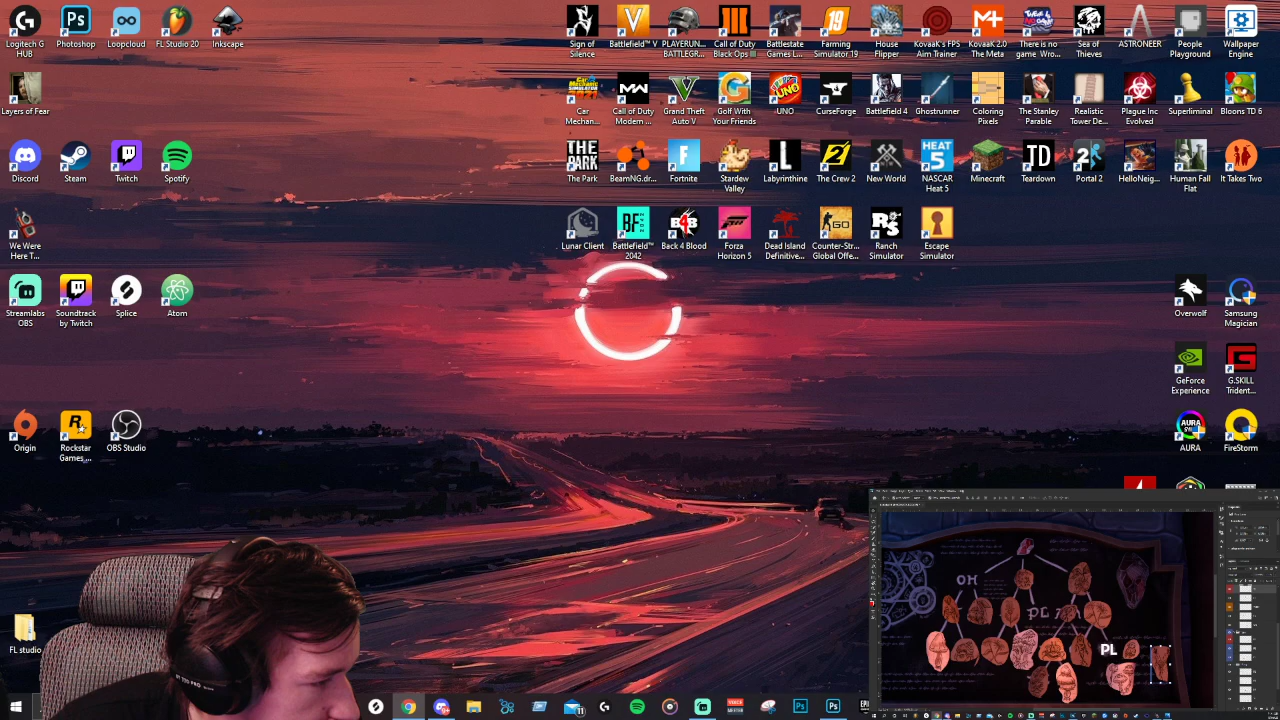 Logitech G HUB
Photoshop
Loopcloud
FL Studio 20
Inkscape
Sign of Silence
Battlefield™ V
PLAYERUN... BATTLEGR...
Call of Duty Black Ops III
Battlestate Games L...
Farming Simulator 19
House Flipper
KovaaK's FPS Aim Trainer
KovaaK 2.0 The Meta
There is no game Wro...
Sea of Thieves
ASTRONEER
People Playground
Wallpaper Engine
Layers of Fear
Car Mechan...
Call of Duty Modern ...
Grand Theft Auto V
Golf With Your Friends
UNO
CurseForge
Battlefield 4
Ghostrunner
Coloring Pixels
The Stanley Parable
Realistic Tower De...
Plague Inc Evolved
Superliminal
Bloons TD 6
Discord
Steam
Twitch
Spotify
The Park
BeamNG.dr...
Fortnite
Stardew Valley
Labyrinthine
The Crew 2
New World
NASCAR Heat 5
Minecraft
Teardown
Portal 2
HelloNeig...
Human Fall Flat
It Takes Two
We Were Here T...
Lunar Client
Battlefield™ 2042
Back 4 Blood
Forza Horizon 5
Dead Island Definitive...
Counter-Str... Global Offe...
Ranch Simulator
Escape Simulator
Streamlabs OBS
Soundtrack by Twitch
Splice
Atom
Overwolf
Samsung Magician
GeForce Experience
G.SKILL Trident...
Origin
Rockstar Games...
OBS Studio
AURA
FireStorm
FL studio
OH
PL
PL